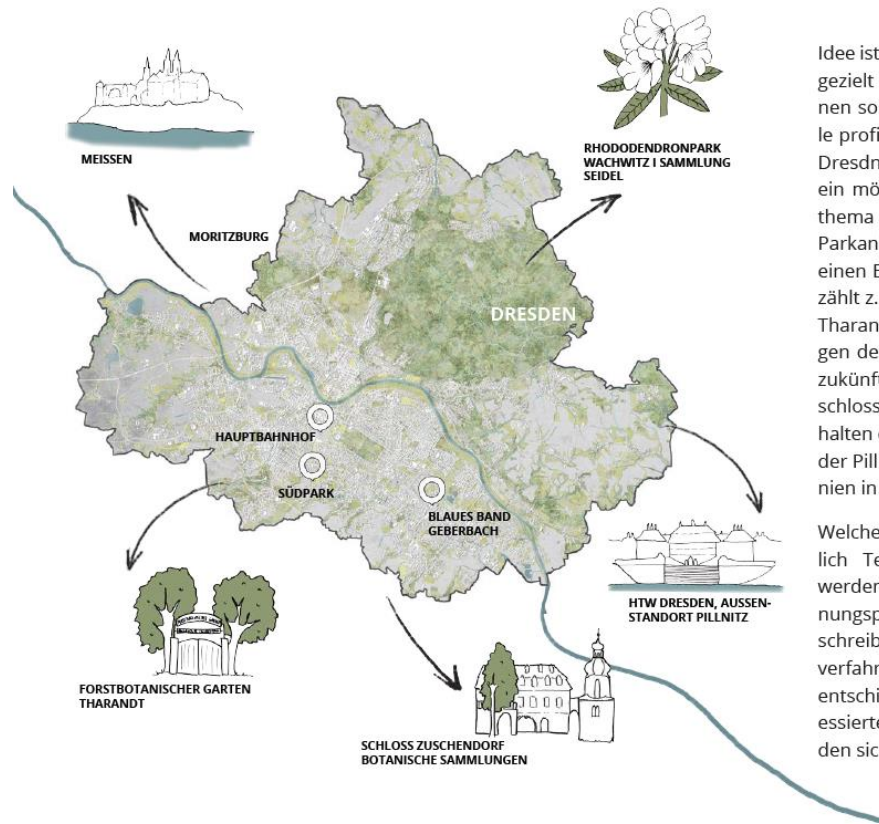 MEISSEN
RHODODENDRONPARK
WACHWITZ I SAMMLUNG
SEIDEL
MORITZBURG
DRESDEN
HAUPTBAHNHOF
SÜDPARK
BLAUES BAND
GEBERBACH
HTW DRESDEN, AUSSEN-
STANDORT PILLNITZ
FORSTBOTANISCHER GARTEN
THARANDT
SCHLOSS ZUSCHENDORF
BOTANISCHE SAMMLUNGEN
Idee ist
gezielt
nen so
le profi
Dresdn
ein mö
thema
Parkan
einen B
zählt z.
Tharan
gen de
zukünft
schloss
halten
der Pill
nien in
Welche
lich Te
werden
nungsp
schreib
verfahr
entschi
essierte
den sic